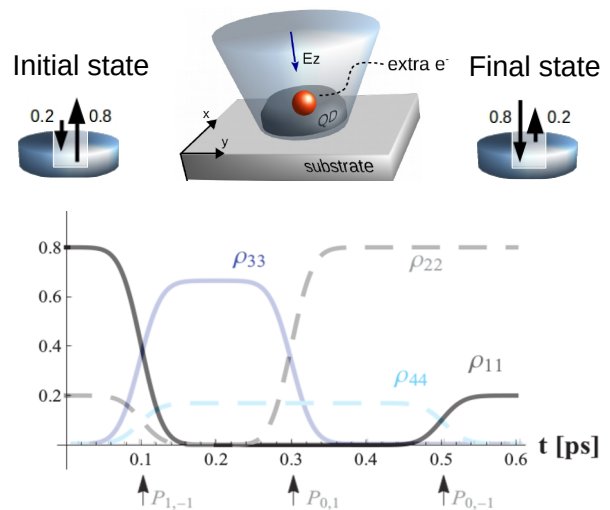 Initial state
0.2
0.8
Ez
extra e-
QD
x
y
substrate
Final state
0.8
0.2
0.8
0.6
0.4
0.2
ρ33
ρ22
ρ44
ρ11
0.1
0.2
0.3
0.4
0.5
0.6
t [ps]
P1,−1
P0,1
P0,−1